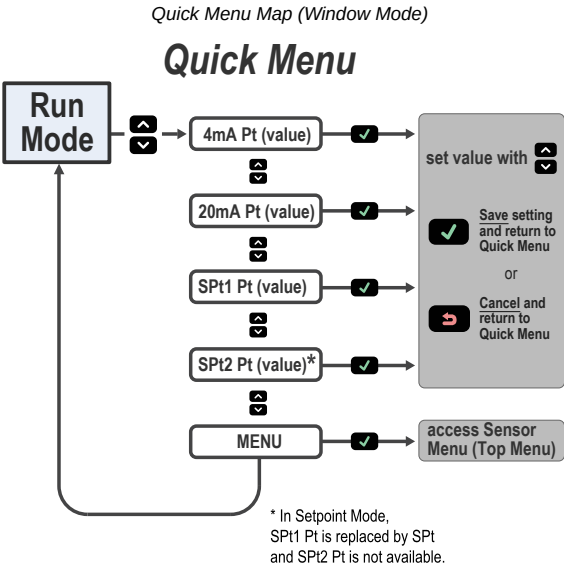 Quick Menu Map (Window Mode)
Quick Menu
Run
Mode
4mA Pt (value)
20mA Pt (value)
SPt1 Pt (value)
SPt2 Pt (value)*
MENU
set value with
Save setting
and return to
Quick Menu
or
Cancel and
return to
Quick Menu
access Sensor
Menu (Top Menu)
* In Setpoint Mode,
SPt1 Pt is replaced by SPt
and SPt2 Pt is not available.